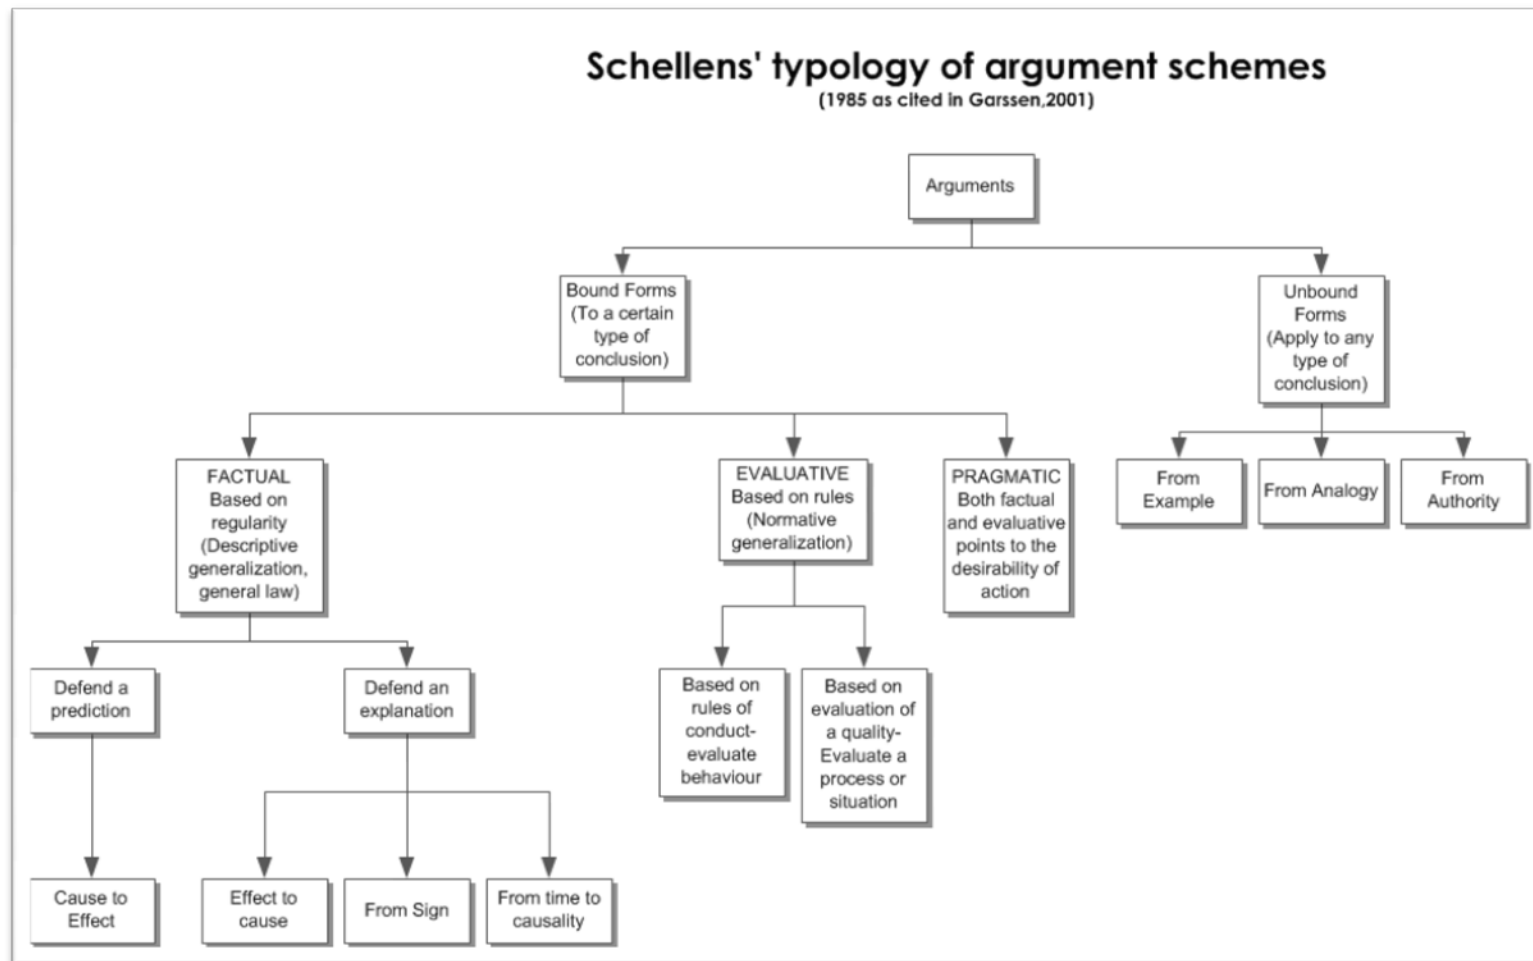 Schellens' typology of argument schemes
(1985 as cited in Garssen,2001)
Arguments
Bound Forms
(To a certain
type of
conclusion)
Unbound
Forms
(Apply to any
type of
conclusion)
FACTUAL
Based on
regularity
(Descriptive
generalization,
general law)
EVALUATIVE
Based on rules
(Normative
generalization)
PRAGMATIC
Both factual
and evaluative
points to the
desirability of
action
From
Example
From Analogy
From
Authority
Defend a
prediction
Defend an
explanation
Based on
rules of
conduct-
evaluate
behaviour
Based on
evaluation of
a quality-
Evaluate a
process or
situation
Cause to
Effect
Effect to
cause
From Sign
From time to
causality